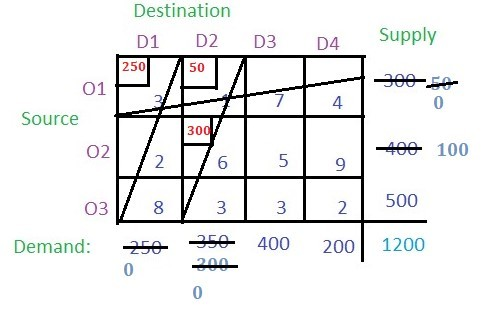 Destination
D1 D2 D3 D4 Supply
250 50
O1 3 1 7 4 300 50
0
Source
300
O2 2 6 5 9 400 100
O3 8 3 3 2 500
Demand: 250 350 400 200 1200
0 300
0